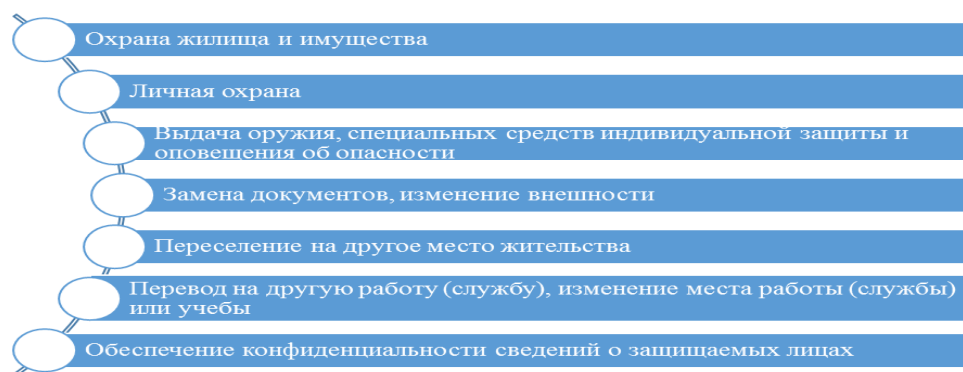 Охрана жилища и имущества
Личная охрана
Выдача оружия, специальных средств индивидуальной защиты и
оповещения об опасности
Замена документов, изменение внешности
Переселение на другое место жительства
Перевод на другую работу (службу), изменение места работы (службы)
или учебы
Обеспечение конфиденциальности сведений о защищаемых лицах